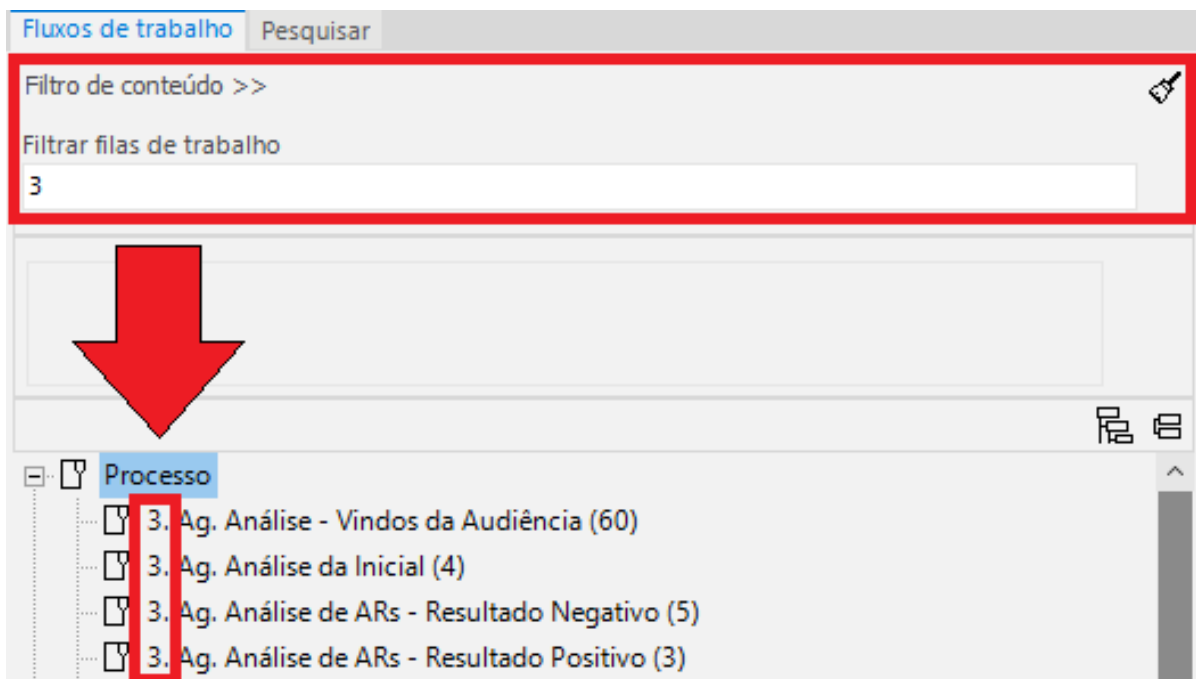 Fluxos de trabalho Pesquisar
Filtro de conteúdo >>
Filtrar filas de trabalho
3
Processo
3. Ag. Análise - Vindos da Audiência (60)
3. Ag. Análise da Inicial (4)
3. Ag. Análise de ARs - Resultado Negativo (5)
3. Ag. Análise de ARs - Resultado Positivo (3)